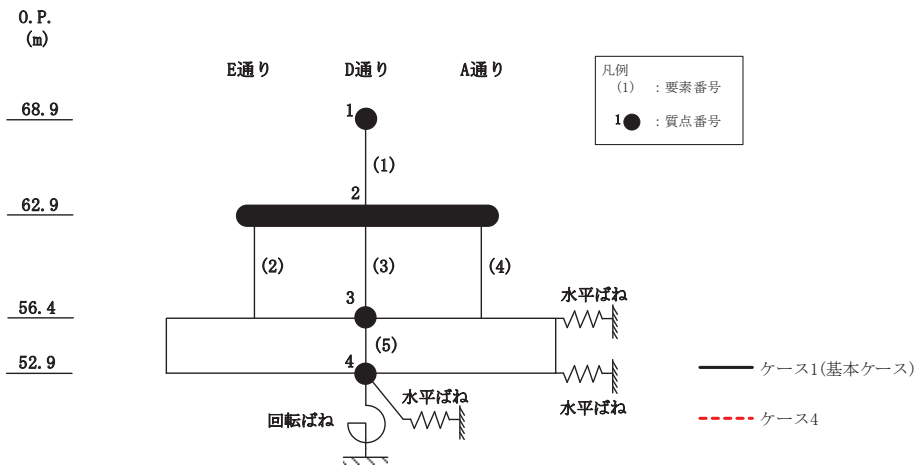 O.P.
(m)
E通り D通り A通り
凡例
(1) : 要素番号
1 : 質点番号
68.9
1
(1)
2
62.9
(2) (3) (4)
3
水平ばね
56.4
(5)
4
52.9
水平ばね
水平ばね
回転ばね
ケース1(基本ケース)
ケース4